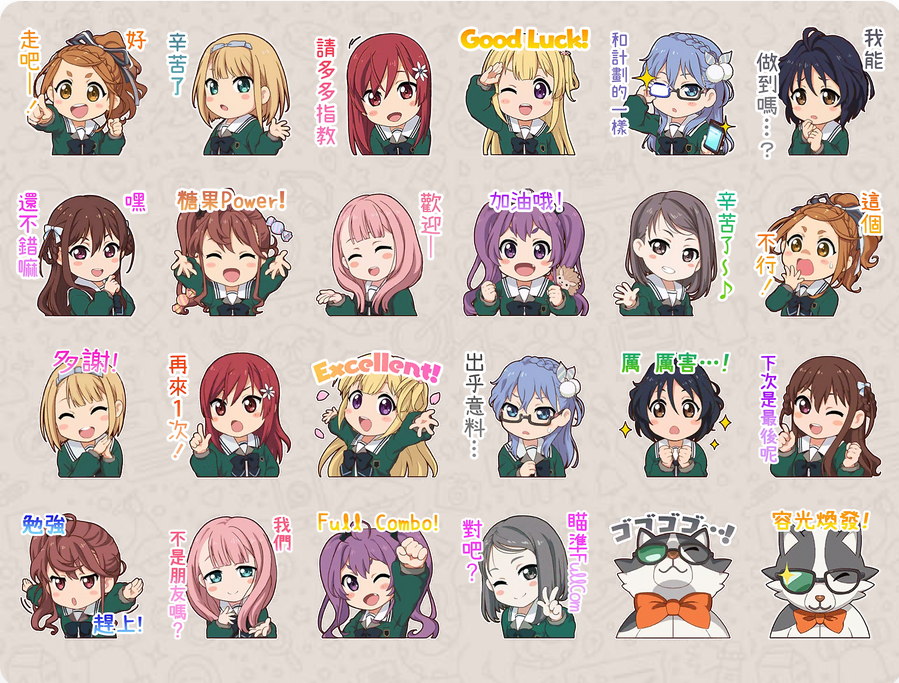 好
走吧——!
辛苦了
請多多指教
Good Luck!
和計劃的一樣
我能
做到嗎…?
嘿
還不錯嘛
糖果Power!
歡迎——
加油哦!
辛苦了~♪
這個
不行!
多謝!
再來1次!
Excellent!
出乎意料…
厲 厲害…!
下次是最後呢
勉強
趕上!
我們
不是朋友嗎?
Full Combo!
瞄準FullCom
對吧?
ゴゴゴゴ…!
容光煥發!